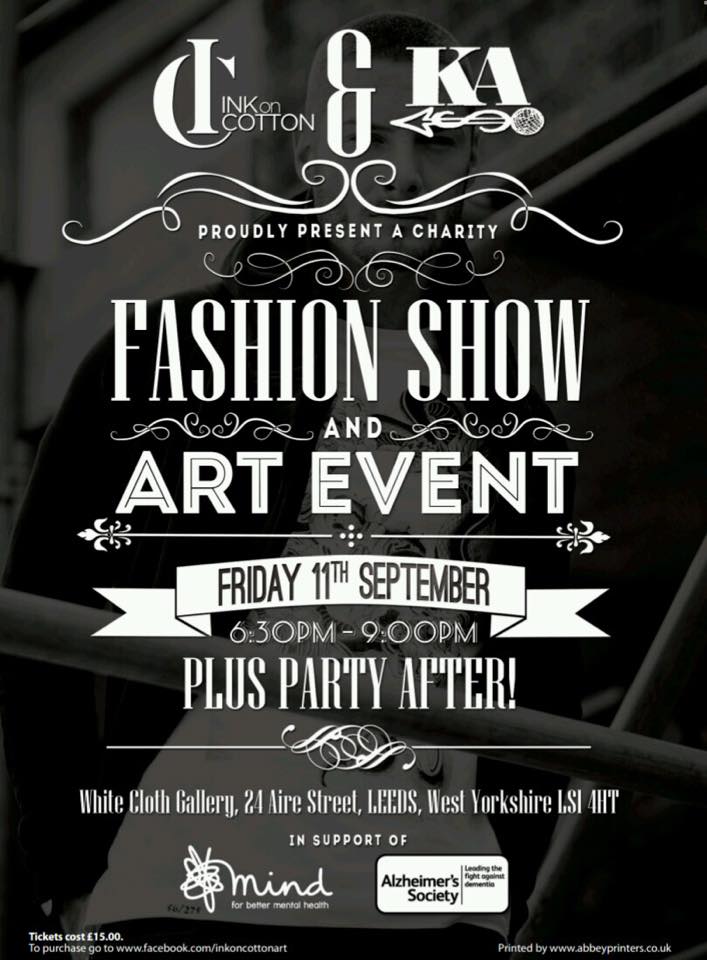 CI INK on COTTON & KA
PROUDLY PRESENT A CHARITY
FASHION SHOW
AND
ART EVENT
FRIDAY 11TH SEPTEMBER
6:30PM - 9:00PM
PLUS PARTY AFTER!
White Cloth Gallery, 24 Aire Street, LEEDS, West Yorkshire LS1 4HT
IN SUPPORT OF
mind
for better mental health
Alzheimer's Society
Leading the fight against dementia
Tickets cost £15.00.
To purchase go to www.facebook.com/inkoncottonart
Printed by www.abbeyprinters.co.uk